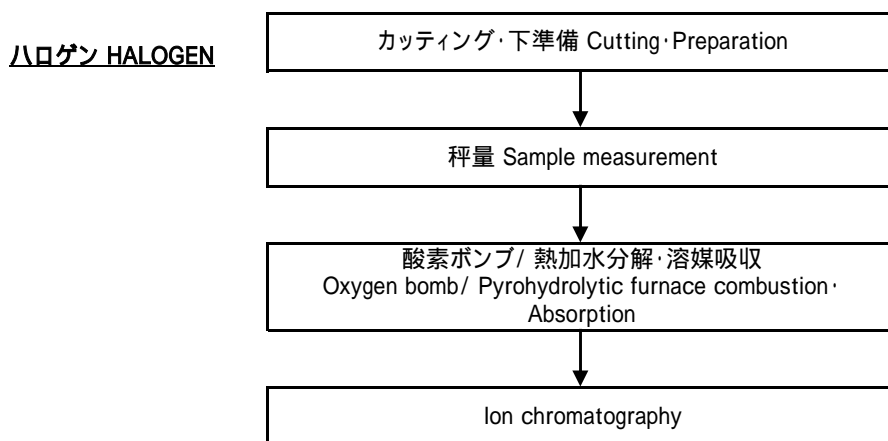 ハロゲン HALOGEN
カッティング･下準備 Cutting･Preparation
秤量 Sample measurement
酸素ボンブ/ 熱加水分解･溶媒吸収
Oxygen bomb/ Pyrohydrolytic furnace combustion･
Absorption
Ion chromatography